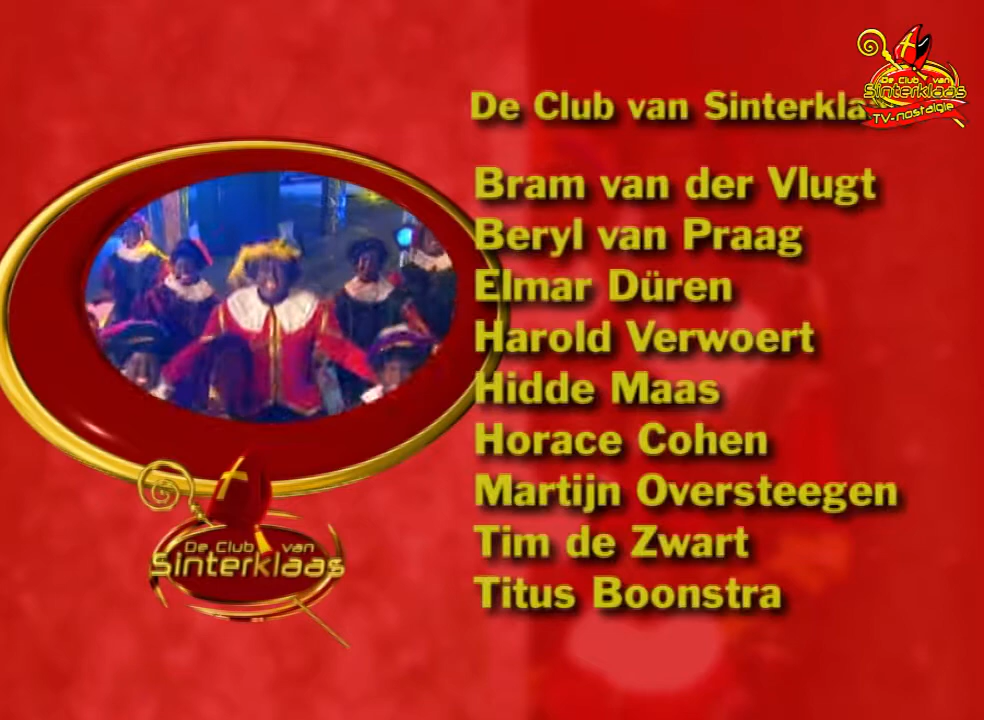 De Club van
Sinterklaas
TV-nostalgie
De Club van Sinterkla
Bram van der Vlugt
Beryl van Praag
Elmar Düren
Harold Verwoert
Hidde Maas
Horace Cohen
Martijn Oversteegen
Tim de Zwart
Titus Boonstra
De Club van
Sinterklaas